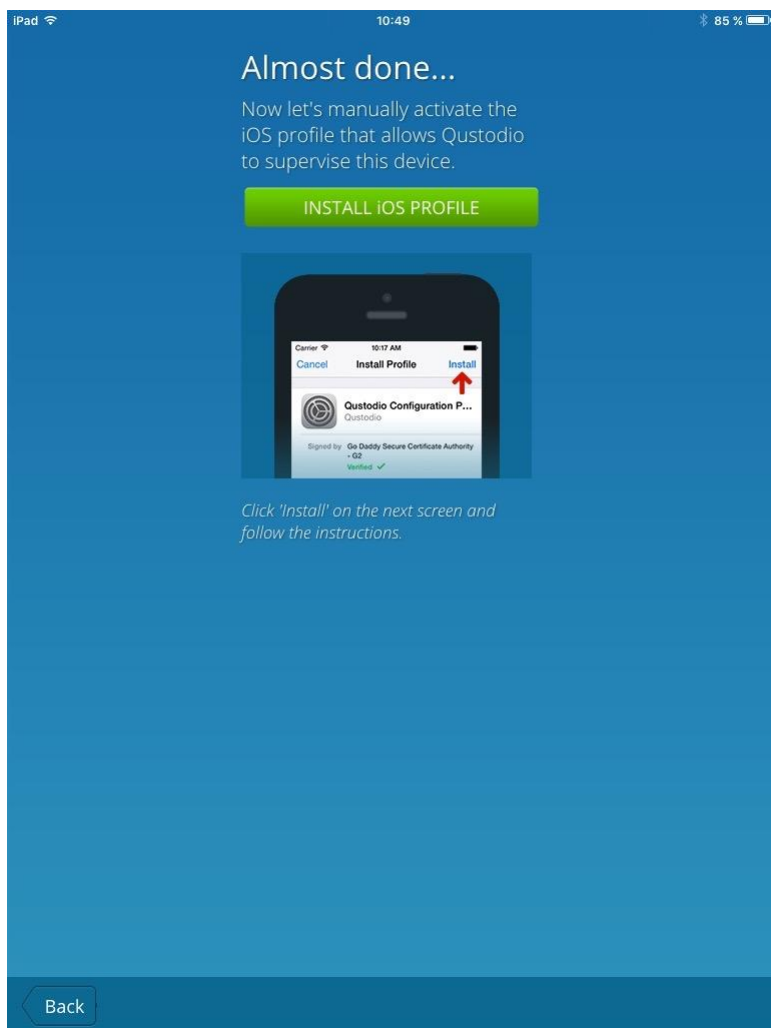 iPad 10:49 85 %
Almost done...
Now let's manually activate the
iOS profile that allows Qustodio
to supervise this device.
INSTALL iOS PROFILE
Carrier 10:17 AM
Cancel Install Profile Install
Qustodio Configuration P...
Qustodio
Signed by Go Daddy Secure Certificate Authority
- G2
Verified ✓
Click 'Install' on the next screen and
follow the instructions.
Back